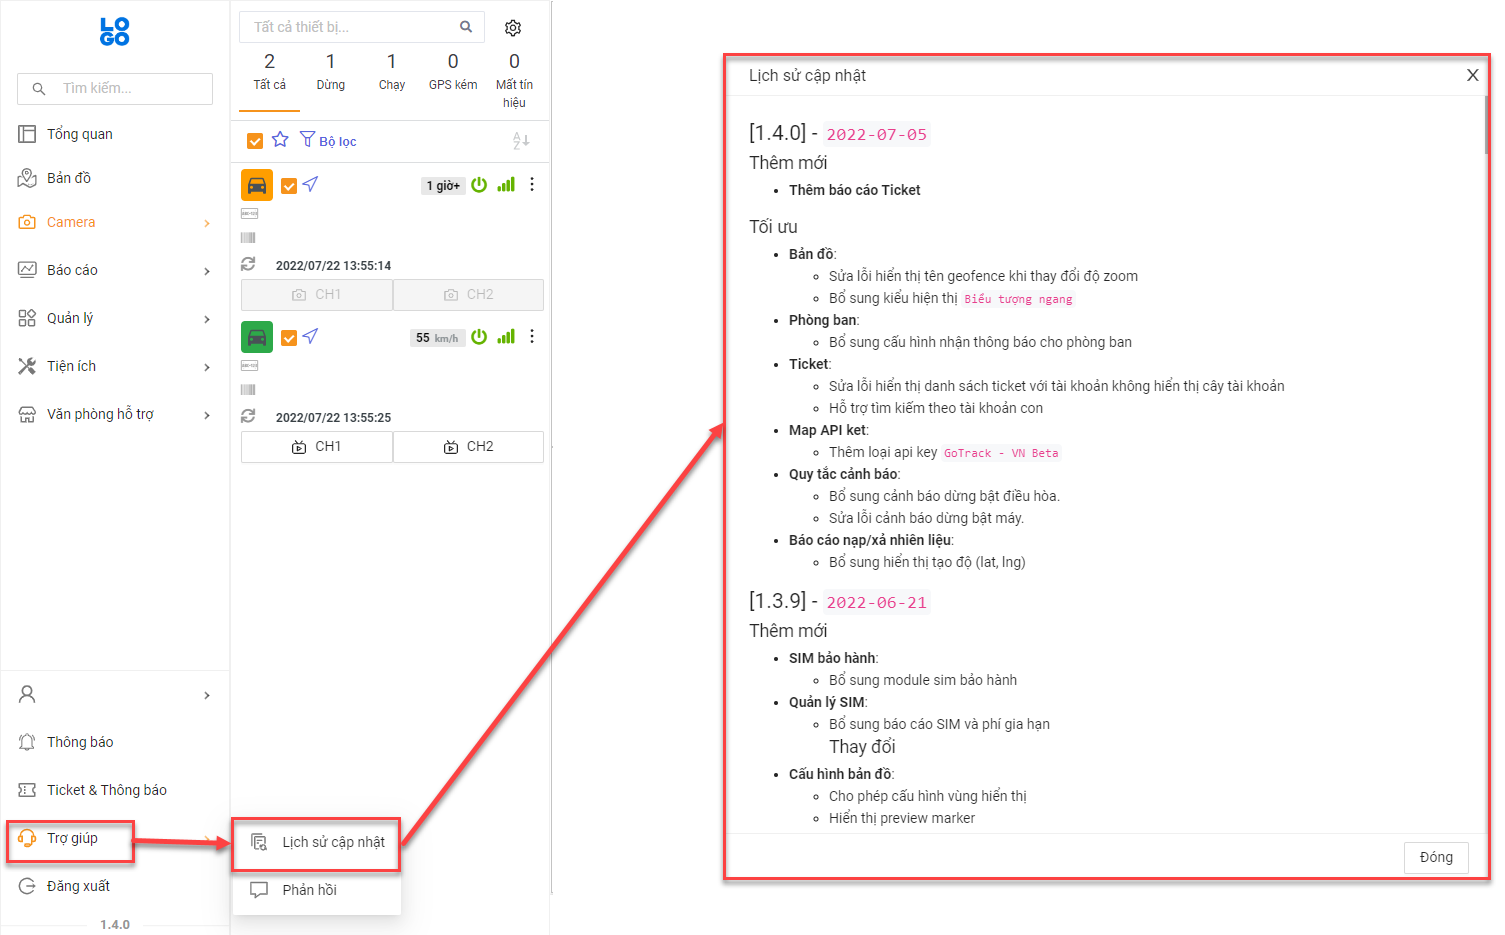 LO
GO
Tìm kiếm...
Tổng quan
Bản đồ
Camera
Báo cáo
Quản lý
Tiện ích
Văn phòng hỗ trợ
Thông báo
Ticket & Thông báo
Trợ giúp
Đăng xuất
1.4.0
Tất cả thiết bị...
2 1 1 0 0
Tất cả Dừng Chạy GPS kém Mất tín
hiệu
Bộ lọc
1 giờ+
2022/07/22 13:55:14
CH1 CH2
55 km/h
2022/07/22 13:55:25
CH1 CH2
Lịch sử cập nhật
Phản hồi
Lịch sử cập nhật X
[1.4.0] - 2022-07-05
Thêm mới
• Thêm báo cáo Ticket
Tối ưu
• Bản đồ:
◦ Sửa lỗi hiển thị tên geofence khi thay đổi độ zoom
◦ Bổ sung kiểu hiện thị Biểu tượng ngang
• Phòng ban:
◦ Bổ sung cấu hình nhận thông báo cho phòng ban
• Ticket:
◦ Sửa lỗi hiển thị danh sách ticket với tài khoản không hiển thị cây tài khoản
◦ Hỗ trợ tìm kiếm theo tài khoản con
• Map API ket:
◦ Thêm loại api key GoTrack - VN Beta
• Quy tắc cảnh báo:
◦ Bổ sung cảnh báo dừng bật điều hòa.
◦ Sửa lỗi cảnh báo dừng bật máy.
• Báo cáo nạp/xả nhiên liệu:
◦ Bổ sung hiển thị tạo độ (lat, lng)
[1.3.9] - 2022-06-21
Thêm mới
• SIM bảo hành:
◦ Bổ sung module sim bảo hành
• Quản lý SIM:
◦ Bổ sung báo cáo SIM và phí gia hạn
Thay đổi
• Cấu hình bản đồ:
◦ Cho phép cấu hình vùng hiển thị
◦ Hiển thị preview marker
Đóng